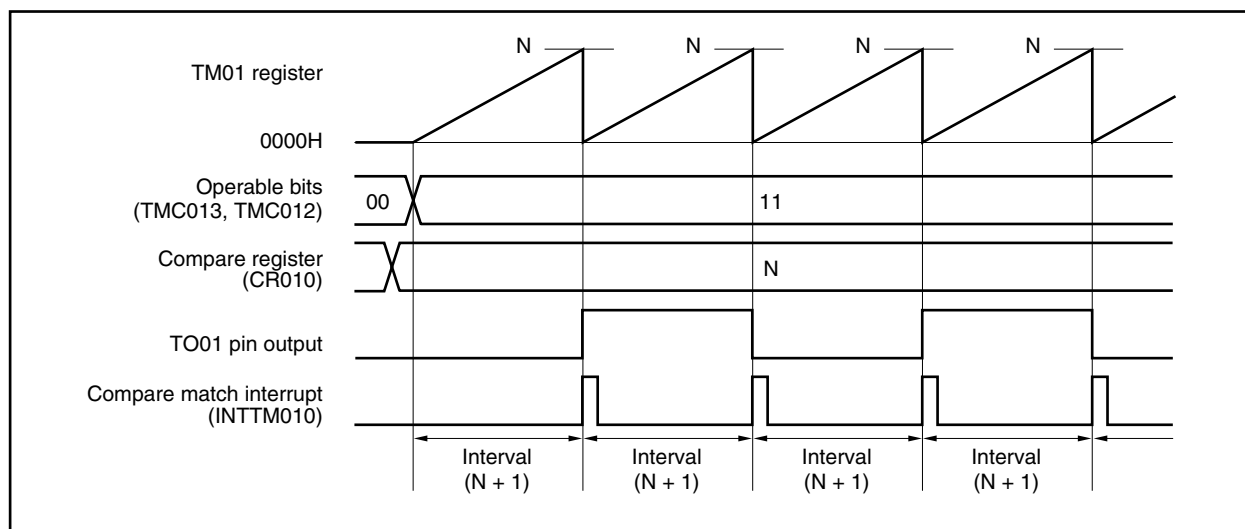 N N N N
TM01 register
0000H
Operable bits
(TMC013, TMC012)
00 11
Compare register
(CR010)
N
TO01 pin output
Compare match interrupt
(INTTM010)
Interval Interval Interval Interval
(N + 1) (N + 1) (N + 1) (N + 1)